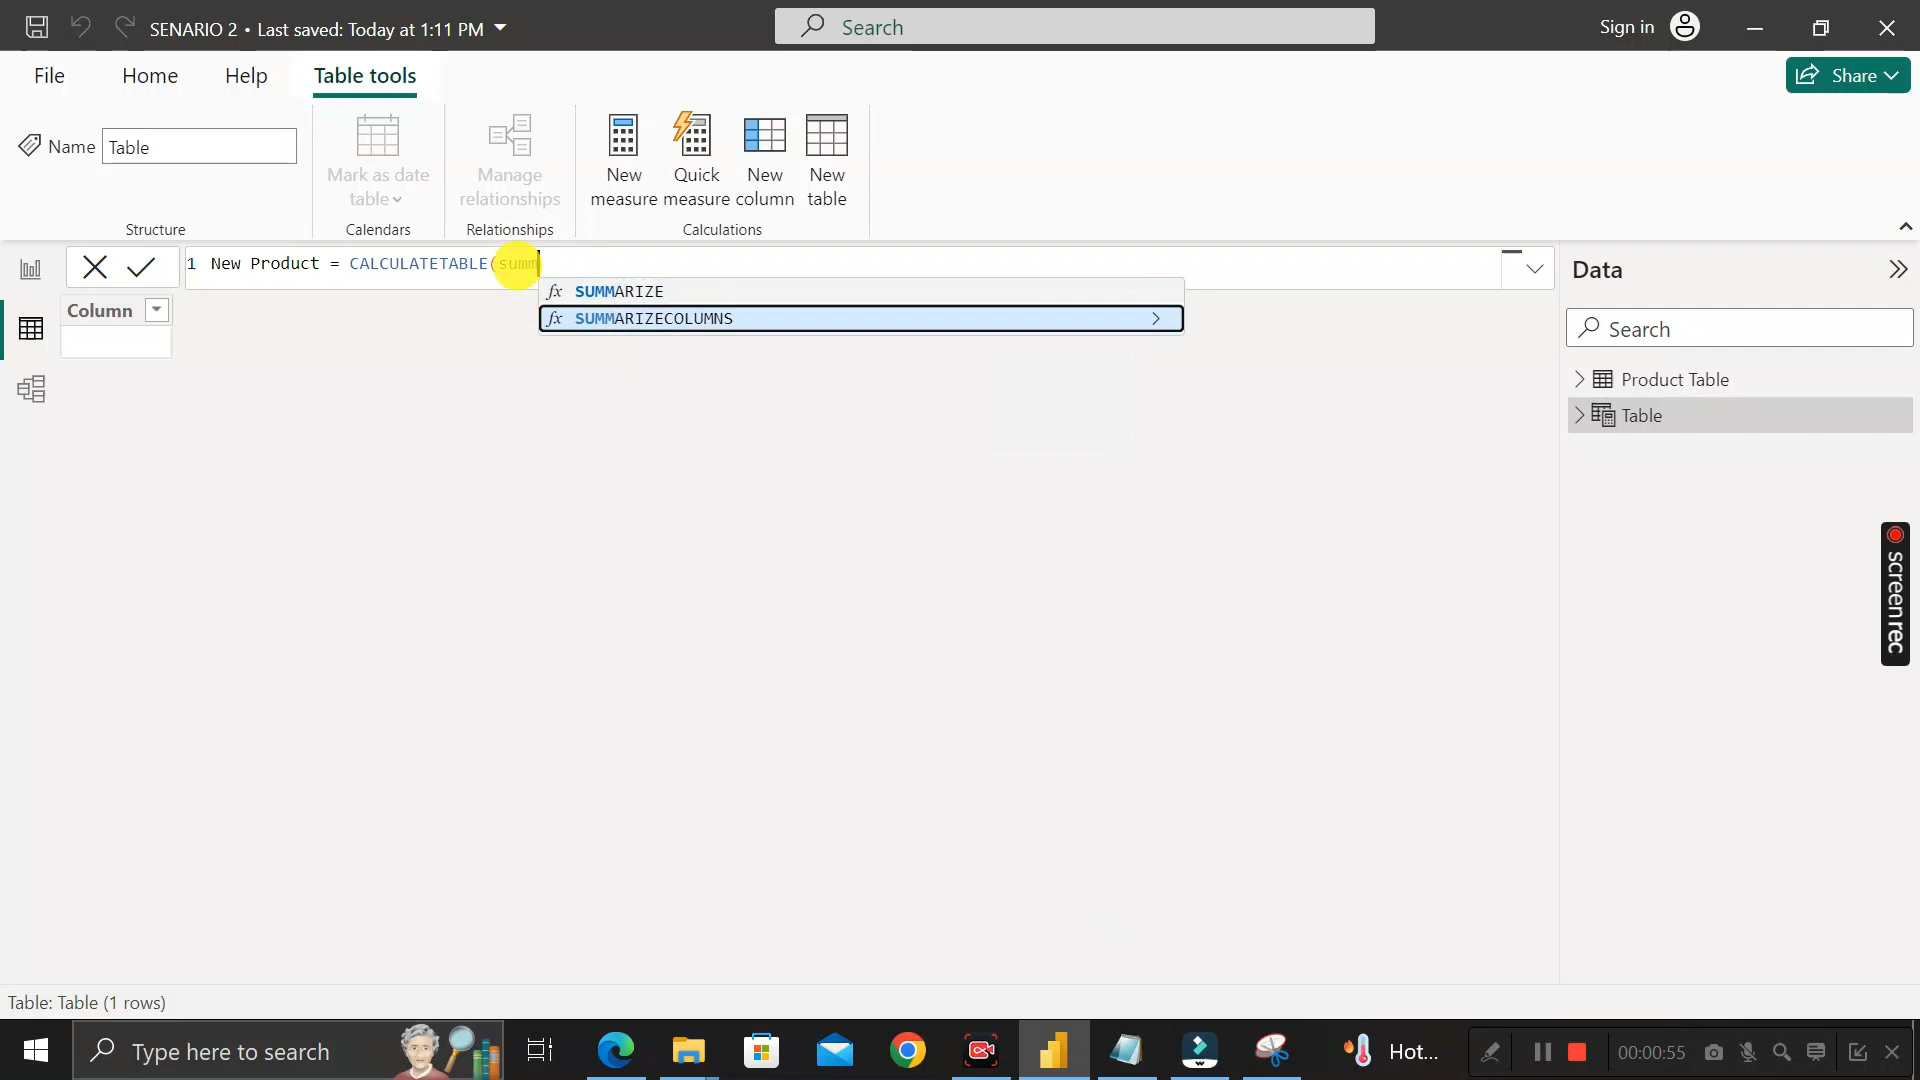 SENARIO 2 • Last saved: Today at 1:11 PM
Search
Sign in
File
Home
Help
Table tools
Share
Name
Table
Mark as date table
Manage relationships
New measure
Quick measure
New column
New table
Structure
Calendars
Relationships
Calculations
1 New Product = CALCULATETABLE(summ
fx SUMMARIZE
fx SUMMARIZECOLUMNS
Column
Data
Search
Product Table
Table
screenrec
Table: Table (1 rows)
Type here to search
Hot...
00:00:55